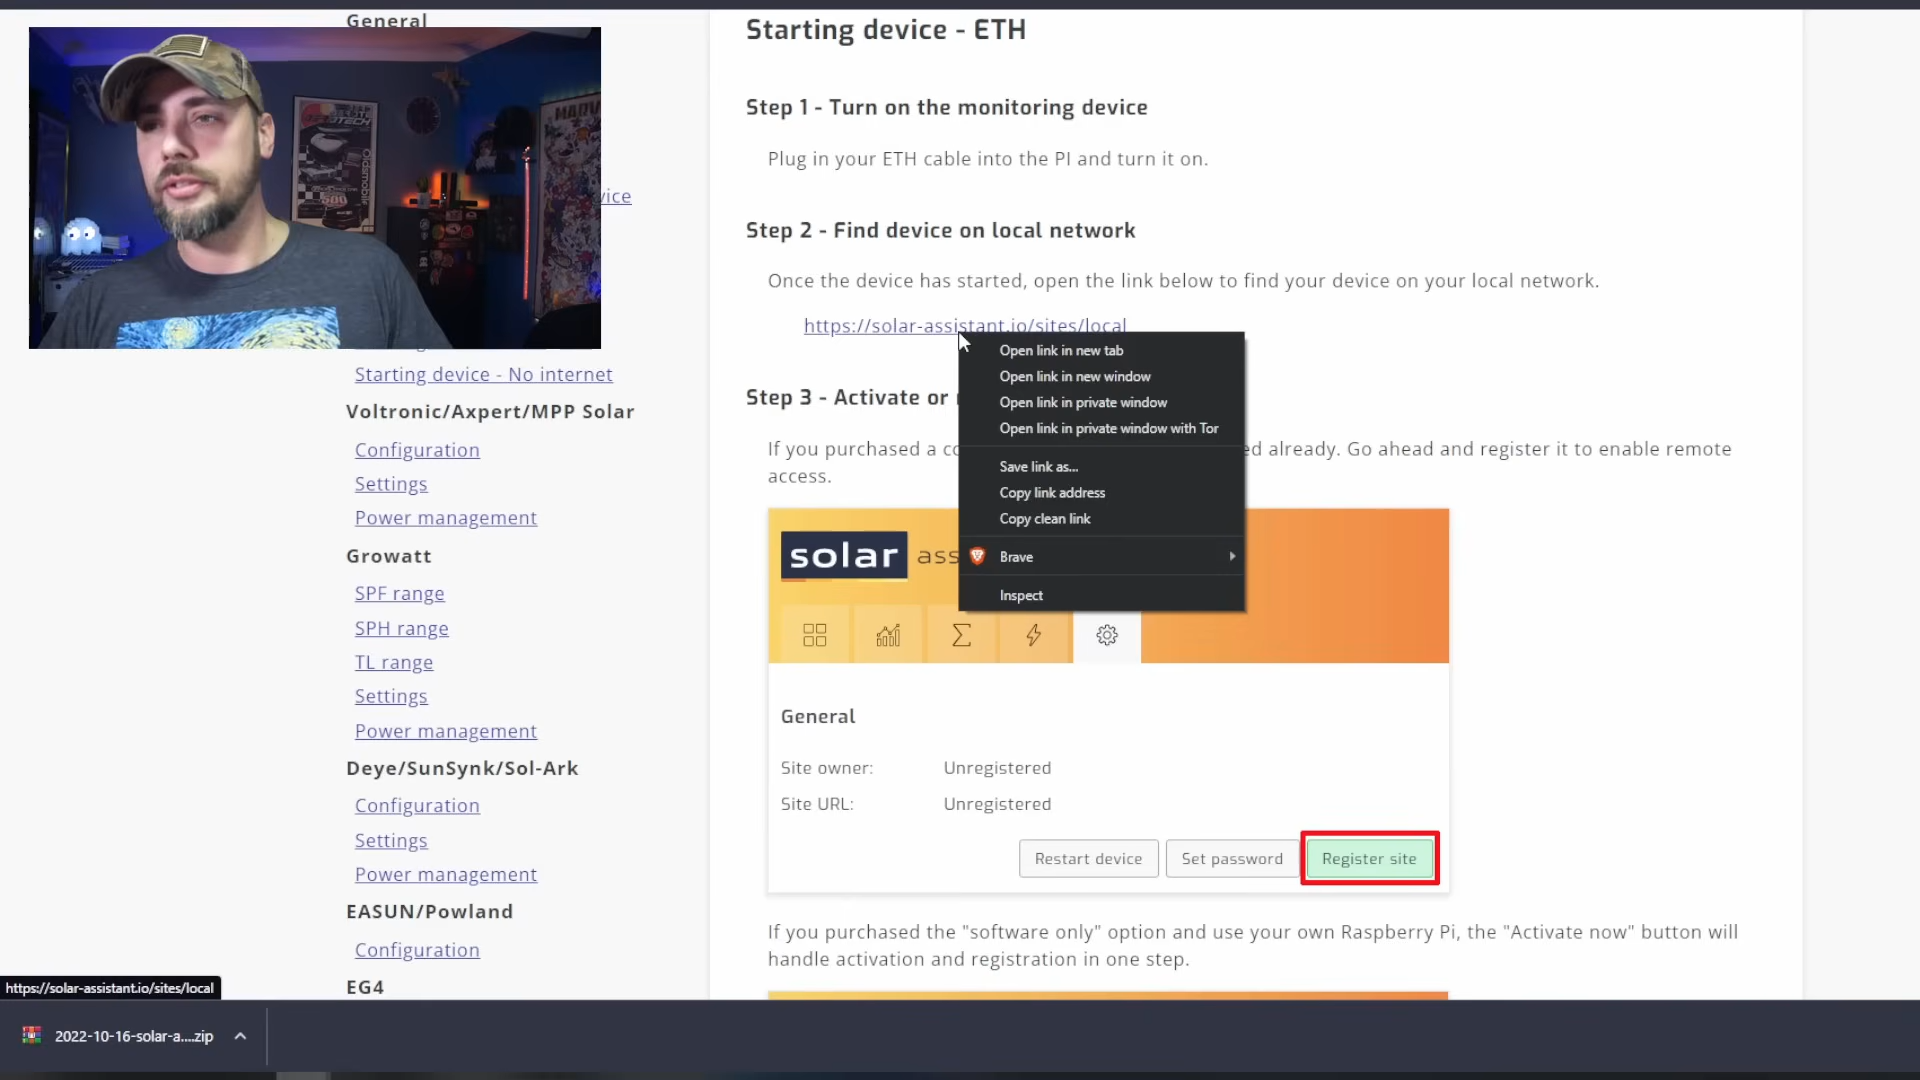 General
vice
Starting device - No internet
Voltronic/Axpert/MPP Solar
Configuration
Settings
Power management
Growatt
SPF range
SPH range
TL range
Settings
Power management
Deye/SunSynk/Sol-Ark
Configuration
Settings
Power management
EASUN/Powland
Configuration
EG4
Starting device - ETH
Step 1 - Turn on the monitoring device
Plug in your ETH cable into the PI and turn it on.
Step 2 - Find device on local network
Once the device has started, open the link below to find your device on your local network.
https://solar-assistant.io/sites/local
Step 3 - Activate or
If you purchased a co ed already. Go ahead and register it to enable remote
access.
Open link in new tab
Open link in new window
Open link in private window
Open link in private window with Tor
Save link as...
Copy link address
Copy clean link
Brave
Inspect
solar ass
General
Site owner: Unregistered
Site URL: Unregistered
Restart device Set password Register site
If you purchased the "software only" option and use your own Raspberry Pi, the "Activate now" button will
handle activation and registration in one step.
https://solar-assistant.io/sites/local
2022-10-16-solar-a....zip